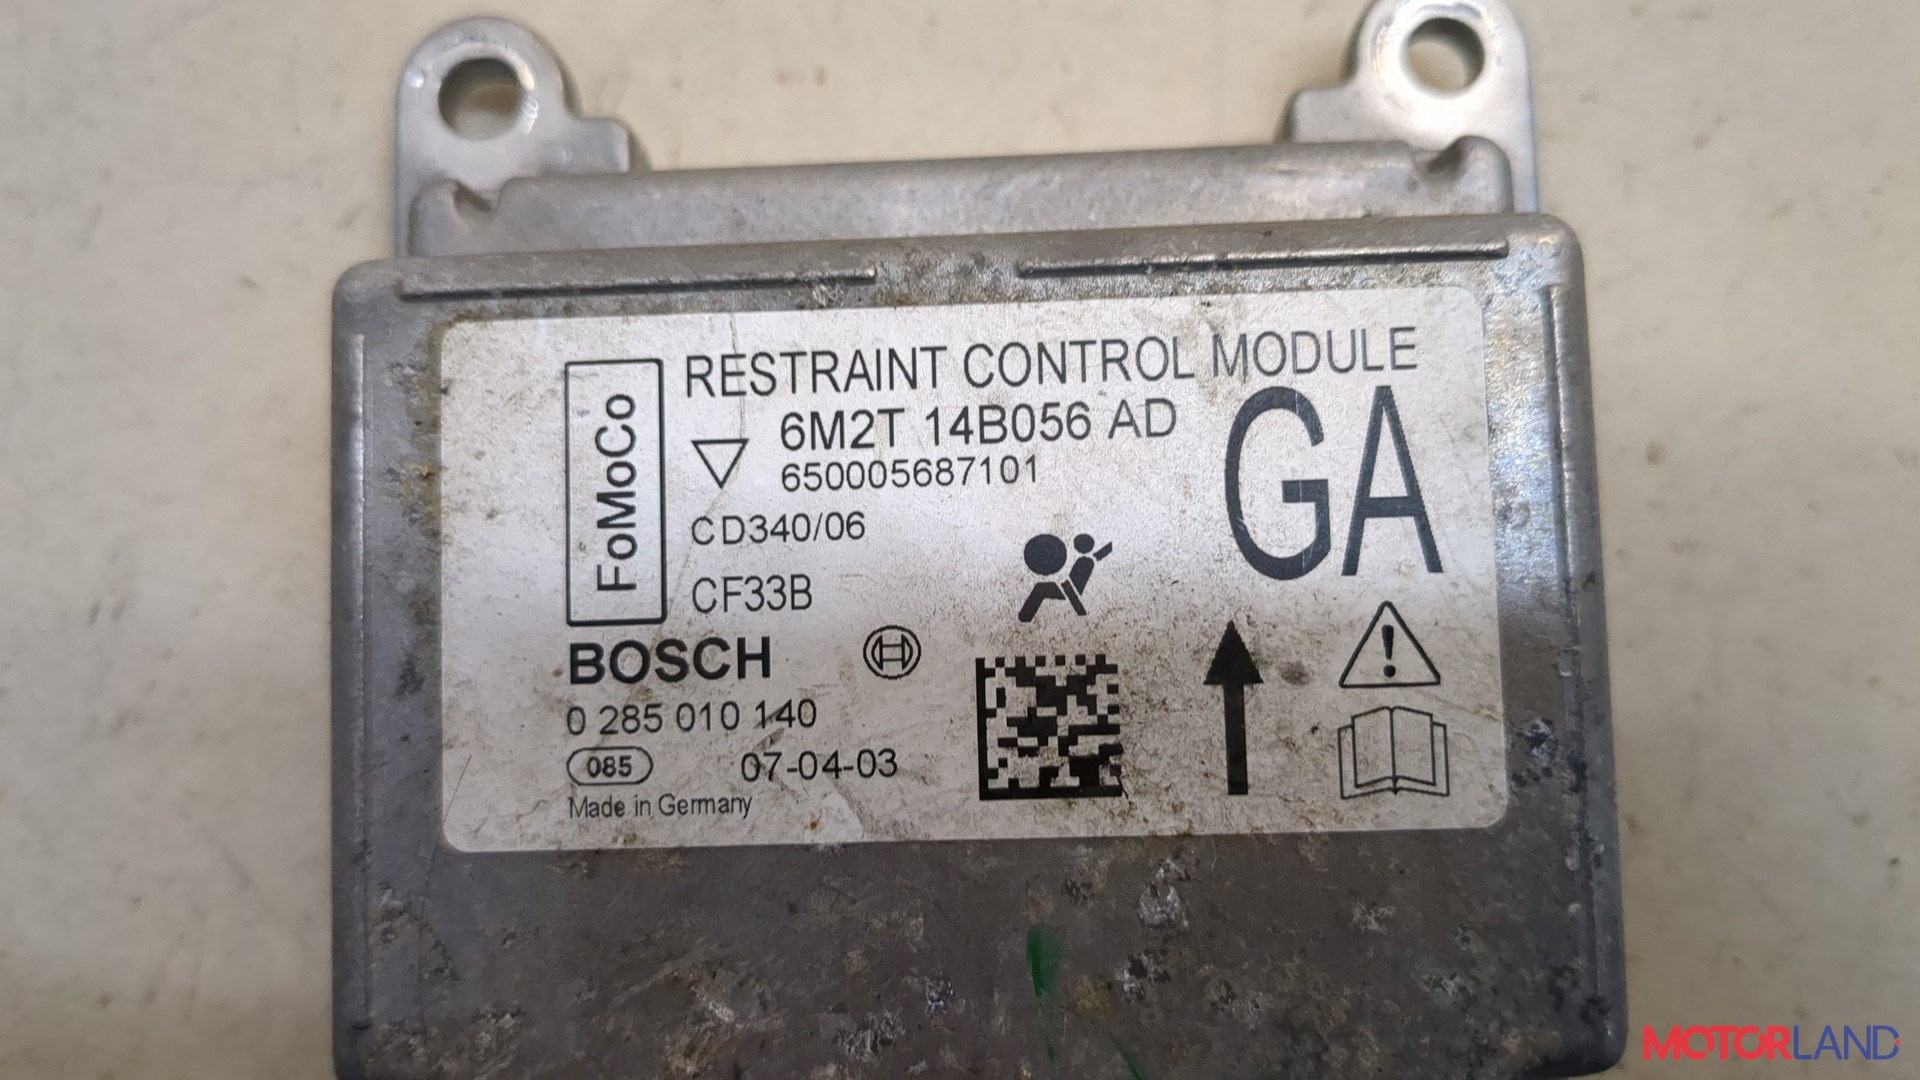 RESTRAINT CONTROL MODULE
FoMoCo
6M2T 14B056 AD
650005687101
GA
CD340/06
CF33B
BOSCH
0 285 010 140
085
07-04-03
Made in Germany
MOTORLAND